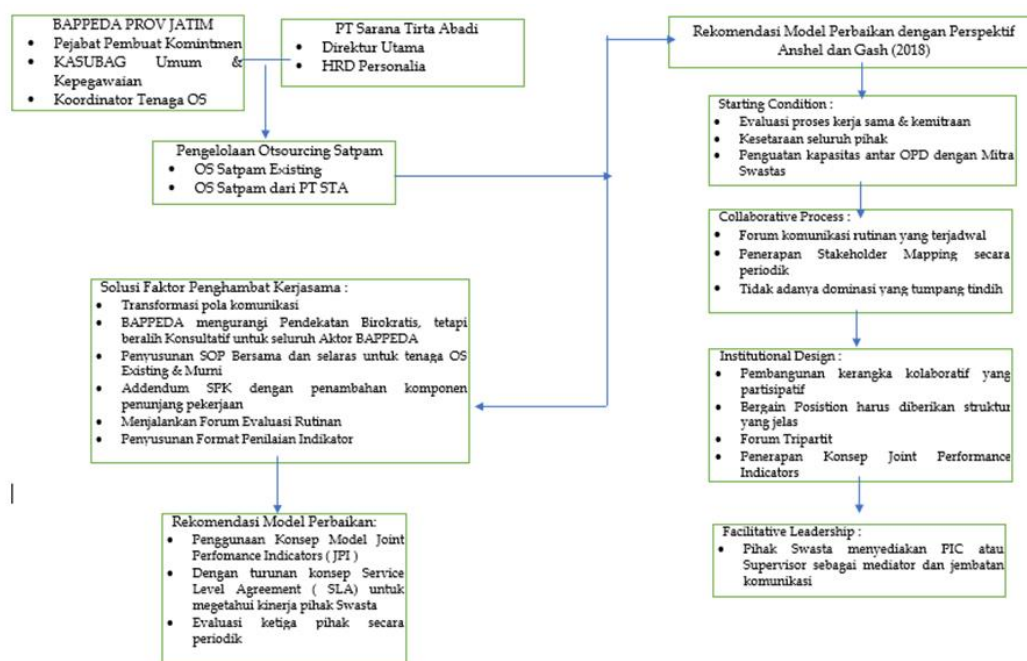 BAPPEDA PROV JATIM
• Pejabat Pembuat Komintmen
• KASUBAG Umum &
Kepegawaian
• Koordinator Tenaga OS
PT Sarana Tirta Abadi
• Direktur Utama
• HRD Personalia
Pengelolaan Otsourcing Satpam
• OS Satpam Existing
• OS Satpam dari PT STA
Solusi Faktor Penghambat Kerjasama :
• Transformasi pola komunikasi
• BAPPEDA mengurangi Pendekatan Birokratis, tetapi
beralih Konsultatif untuk seluruh Aktor BAPPEDA
• Penyusunan SOP Bersama dan selaras untuk tenaga OS
Existing & Murni
• Addendum SPK dengan penambahan komponen
penunjang pekerjaan
• Menjalankan Forum Evaluasi Rutinan
• Penyusunan Format Penilaian Indikator
Rekomendasi Model Perbaikan:
• Penggunaan Konsep Model Joint
Perfomance Indicators ( JPI )
• Dengan turunan konsep Service
Level Agreement ( SLA) untuk
megetahui kinerja pihak Swasta
• Evaluasi ketiga pihak secara
periodik
Rekomendasi Model Perbaikan dengan Perspektif
Anshel dan Gash (2018)
Starting Condition :
• Evaluasi proses kerja sama & kemitraan
• Kesetaraan seluruh pihak
• Penguatan kapasitas antar OPD dengan Mitra
Swastas
Collaborative Process :
• Forum komunikasi rutinan yang terjadwal
• Penerapan Stakeholder Mapping secara
periodik
• Tidak adanya dominasi yang tumpang tindih
Institutional Design :
• Pembangunan kerangka kolaboratif yang
partisipatif
• Bergain Posistion harus diberikan struktur
yang jelas
• Forum Tripartit
• Penerapan Konsep Joint Performance
Indicators
Facilitative Leadership :
• Pihak Swasta menyediakan PIC atau
Supervisor sebagai mediator dan jembatan
komunikasi